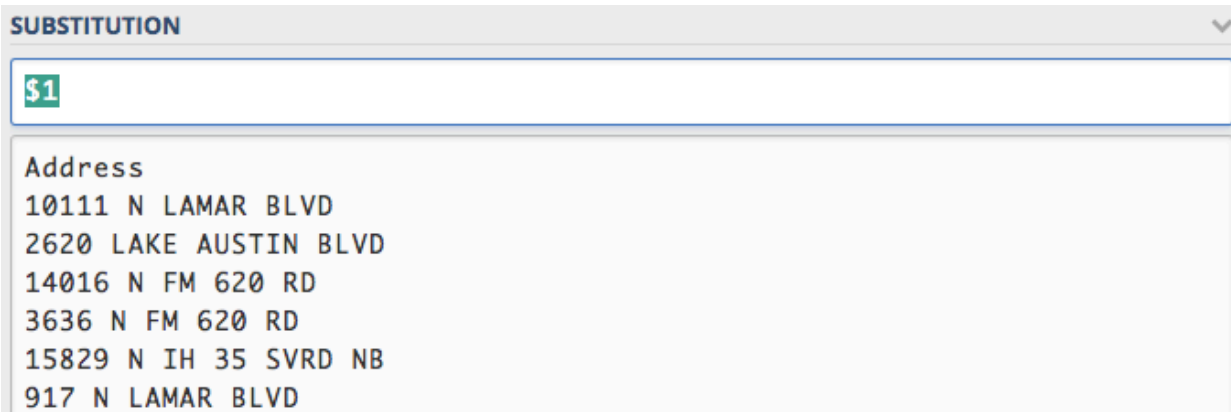 SUBSTITUTION
$1
Address
10111 N LAMAR BLVD
2620 LAKE AUSTIN BLVD
14016 N FM 620 RD
3636 N FM 620 RD
15829 N IH 35 SVRD NB
917 N LAMAR BLVD